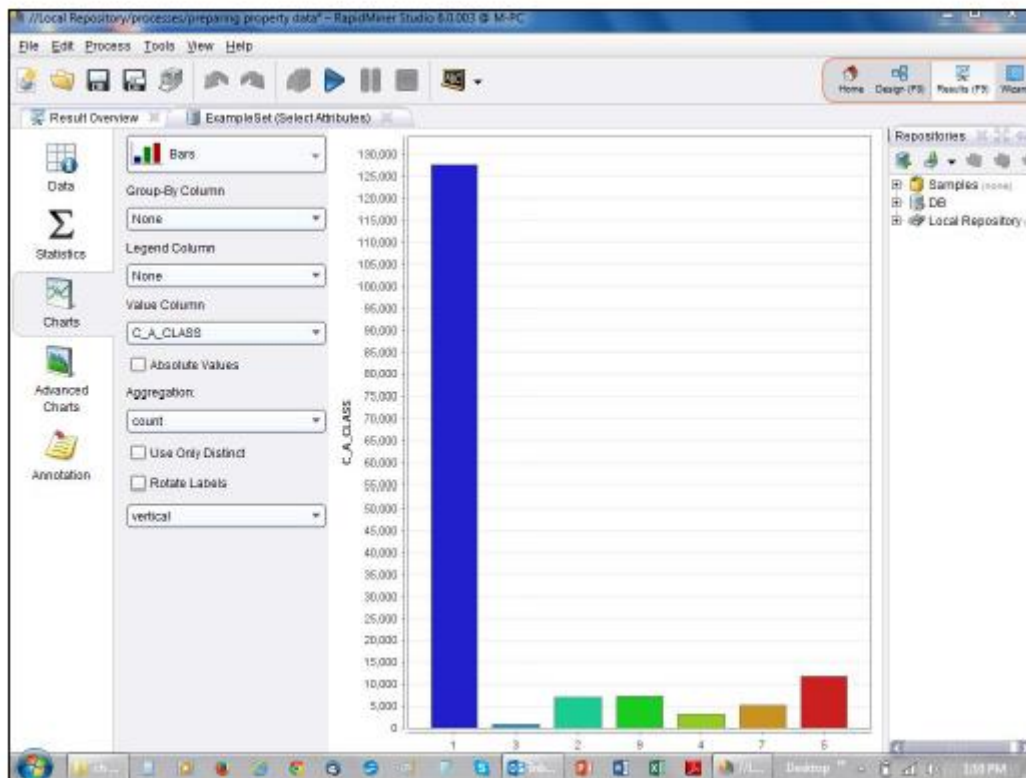 //Local Repository/processes/preparing property data* – RapidMiner Studio 6.0.003 @ M-PC
File Edit Process Tools View Help
Home Design (F8) Results (F9) Wizard
Result Overview ExampleSet (Select Attributes)
Data
Statistics
Charts
Advanced
Charts
Annotation
Bars
Group-By Column
None
Legend Column
None
Value Column
C_A_CLASS
Absolute Values
Aggregation:
count
Use Only Distinct
Rotate Labels
vertical
C_A_CLASS
130,000
125,000
120,000
115,000
110,000
105,000
100,000
95,000
90,000
85,000
80,000
75,000
70,000
65,000
60,000
55,000
50,000
45,000
40,000
35,000
30,000
25,000
20,000
15,000
10,000
5,000
0
1 3 2 9 4 7 6
Repositories
Samples (none)
DB
Local Repository
Desktop